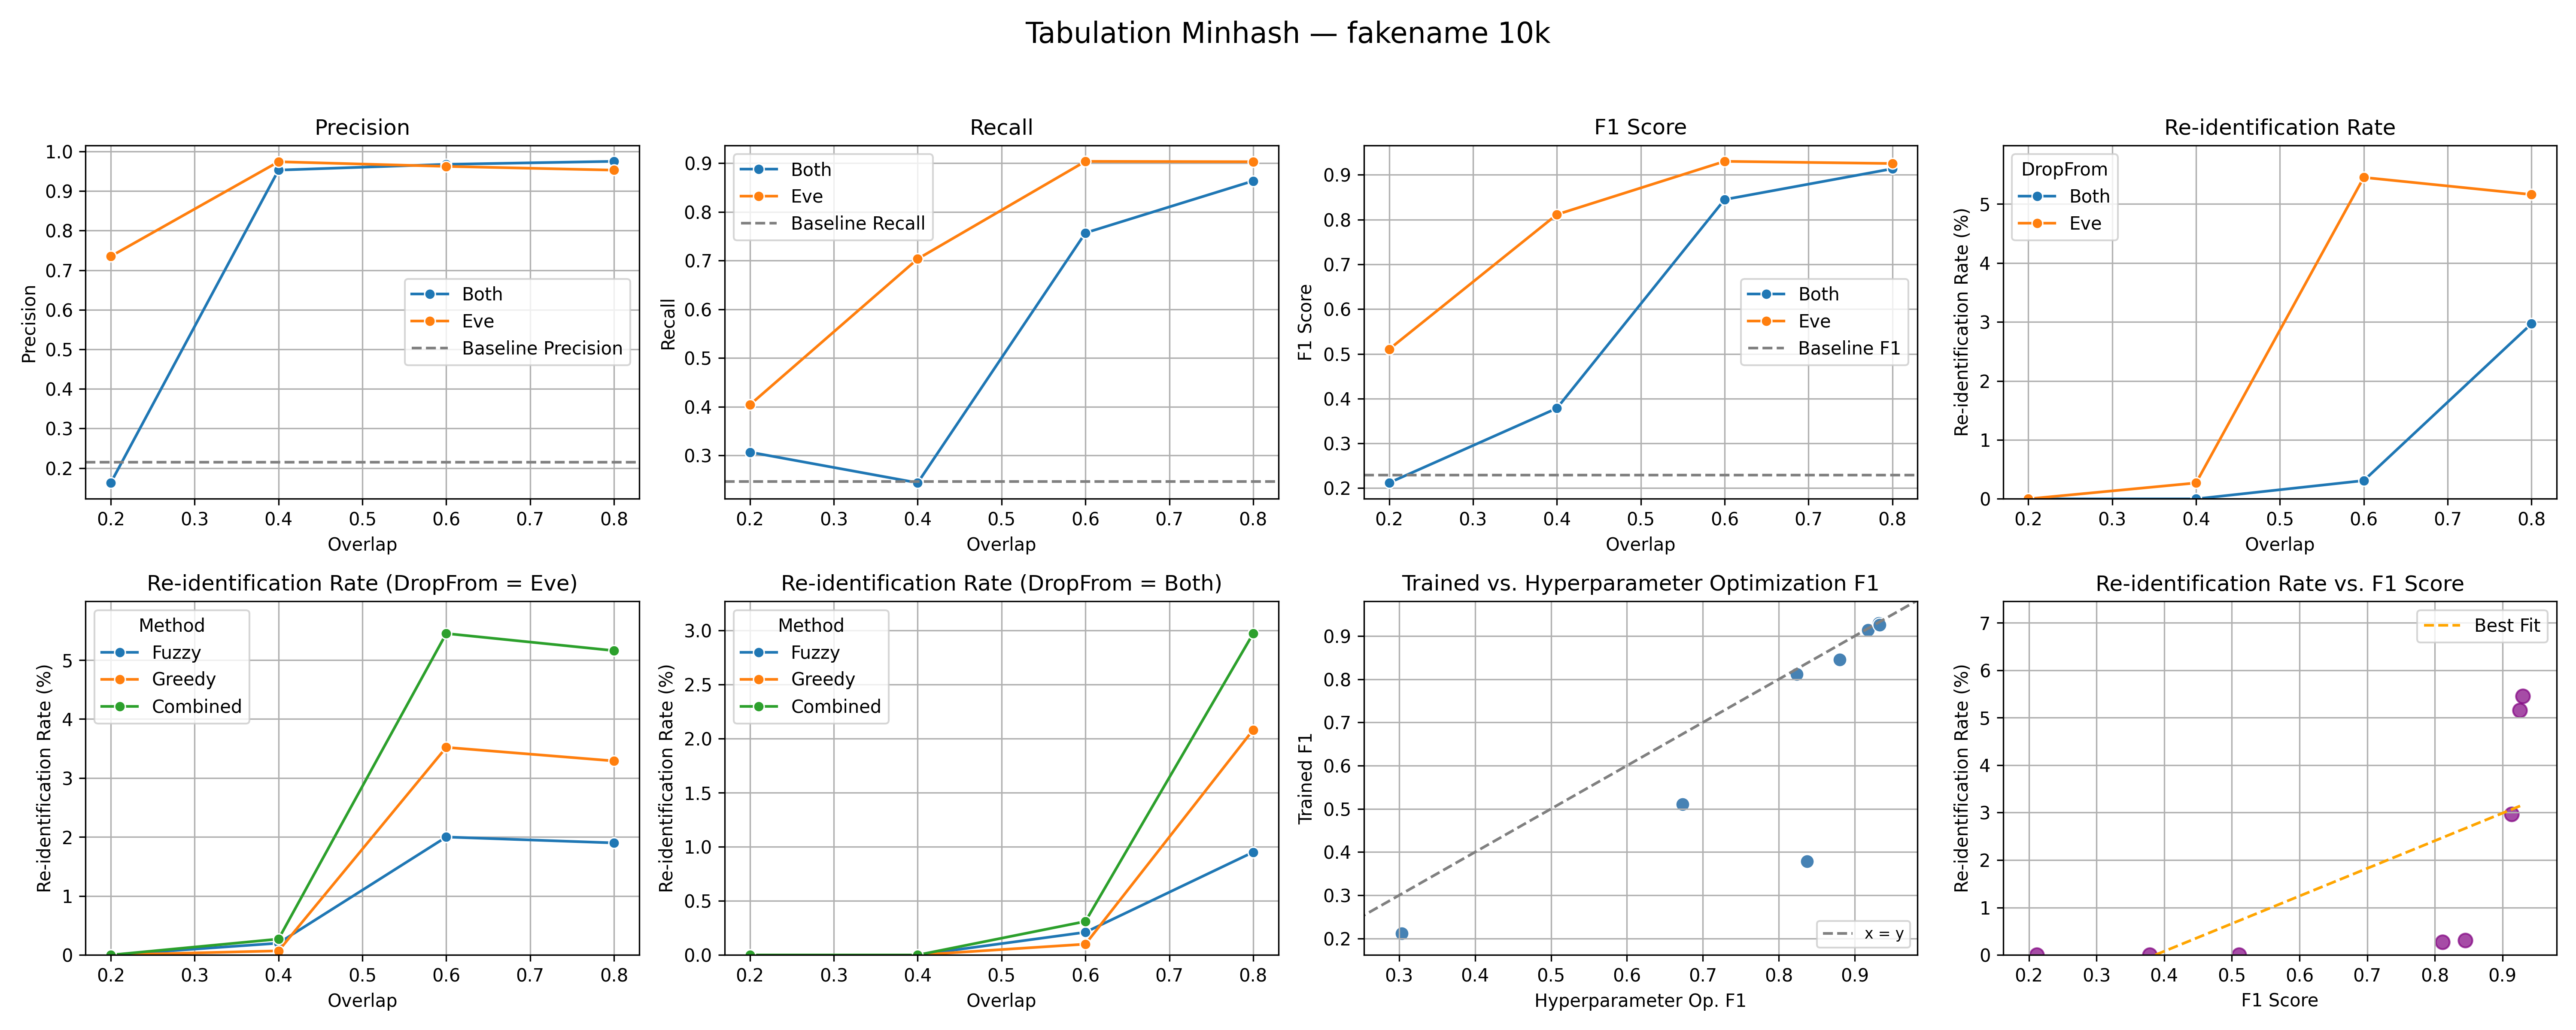 Tabulation Minhash — fakename 10k
Precision
1.0
0.9
0.8
0.7
0.6
0.5
0.4
0.3
0.2
Precision
Both
Eve
Baseline Precision
0.2 0.3 0.4 0.5 0.6 0.7 0.8
Overlap
Recall
0.9
0.8
0.7
0.6
0.5
0.4
0.3
Recall
Both
Eve
Baseline Recall
0.2 0.3 0.4 0.5 0.6 0.7 0.8
Overlap
F1 Score
0.9
0.8
0.7
0.6
0.5
0.4
0.3
0.2
F1 Score
Both
Eve
Baseline F1
0.2 0.3 0.4 0.5 0.6 0.7 0.8
Overlap
Re-identification Rate
5
4
3
2
1
0
Re-identification Rate (%)
DropFrom
Both
Eve
0.2 0.3 0.4 0.5 0.6 0.7 0.8
Overlap
Re-identification Rate (DropFrom = Eve)
5
4
3
2
1
0
Re-identification Rate (%)
Method
Fuzzy
Greedy
Combined
0.2 0.3 0.4 0.5 0.6 0.7 0.8
Overlap
Re-identification Rate (DropFrom = Both)
3.0
2.5
2.0
1.5
1.0
0.5
0.0
Re-identification Rate (%)
Method
Fuzzy
Greedy
Combined
0.2 0.3 0.4 0.5 0.6 0.7 0.8
Overlap
Trained vs. Hyperparameter Optimization F1
0.9
0.8
0.7
0.6
0.5
0.4
0.3
0.2
Trained F1
x = y
0.3 0.4 0.5 0.6 0.7 0.8 0.9
Hyperparameter Op. F1
Re-identification Rate vs. F1 Score
7
6
5
4
3
2
1
0
Re-identification Rate (%)
Best Fit
0.2 0.3 0.4 0.5 0.6 0.7 0.8 0.9
F1 Score